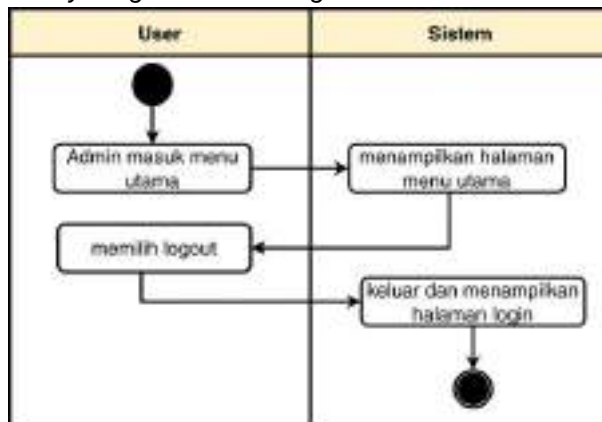 User
Sistem
Admin masuk menu
utama
menampilkan halaman
menu utama
memilih logout
keluar dan menampilkan
halaman login